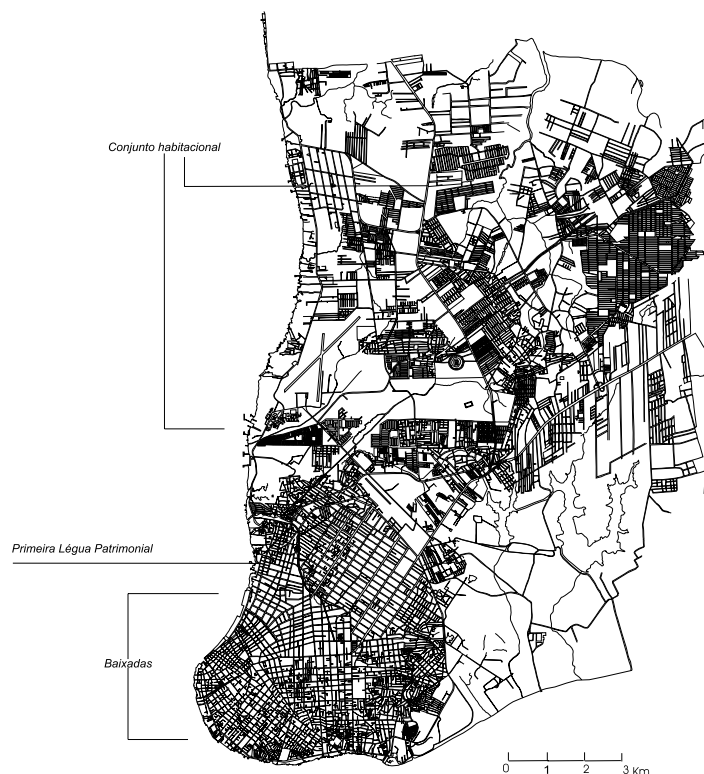 Conjunto habitacional
Primeira Légua Patrimonial
Baixadas
0 1 2 3 Km